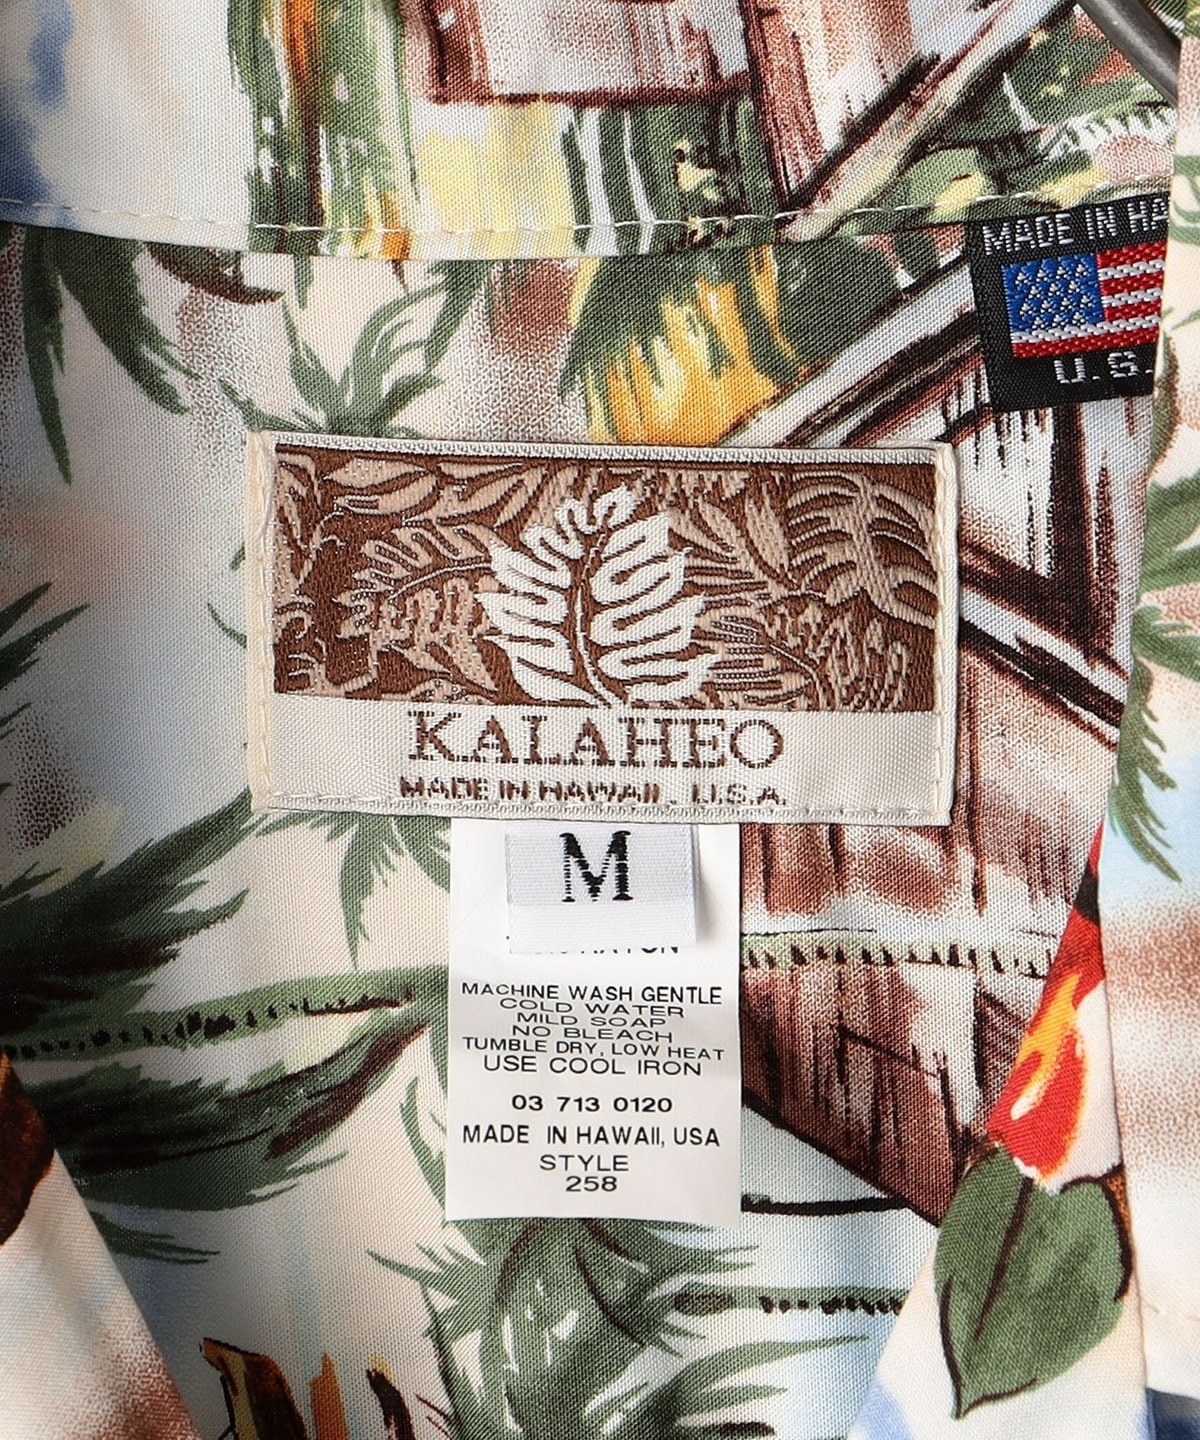 MADE IN HA
U.S.
KALAHEO
MADE IN HAWAII, U.S.A.
M
MACHINE WASH GENTLE
COLD WATER
MILD SOAP
NO BLEACH
TUMBLE DRY, LOW HEAT
USE COOL IRON
03 713 0120
MADE IN HAWAII, USA
STYLE
258